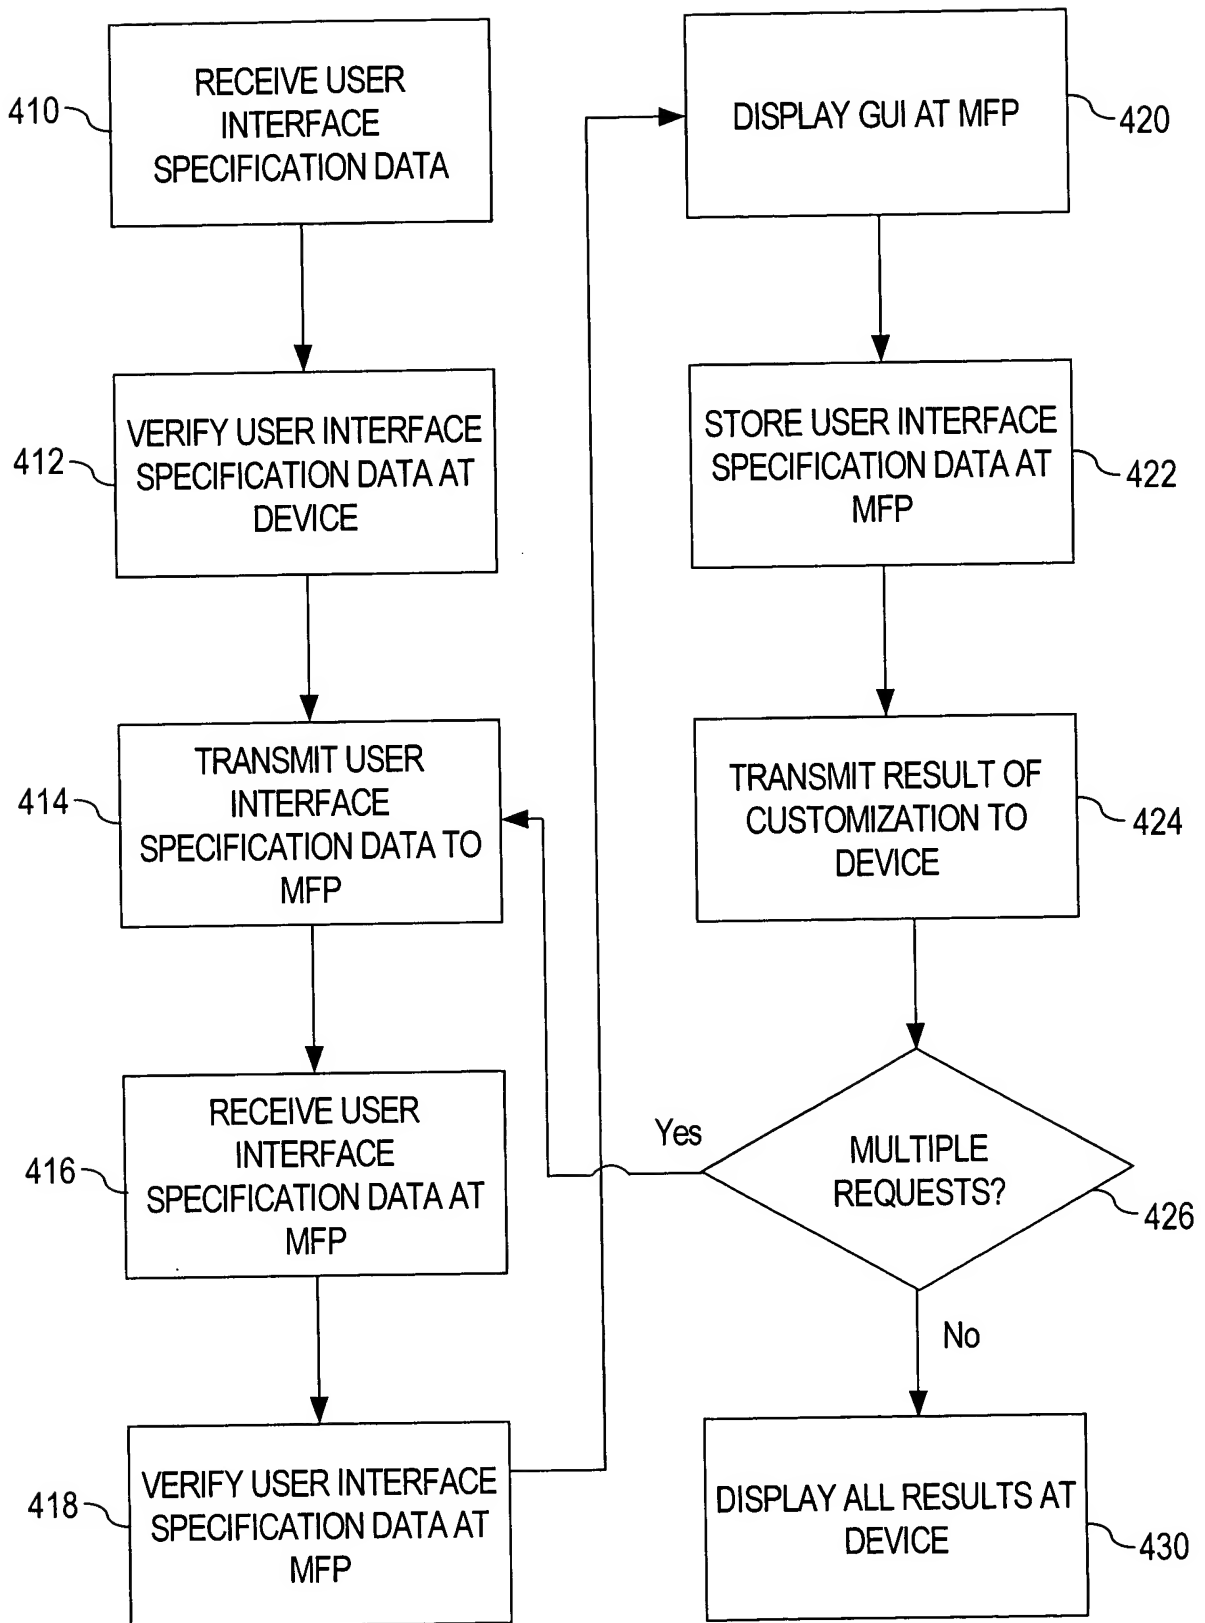 410
RECEIVE USER
INTERFACE
SPECIFICATION DATA
412
VERIFY USER INTERFACE
SPECIFICATION DATA AT
DEVICE
414
TRANSMIT USER
INTERFACE
SPECIFICATION DATA TO
MFP
416
RECEIVE USER
INTERFACE
SPECIFICATION DATA AT
MFP
418
VERIFY USER INTERFACE
SPECIFICATION DATA AT
MFP
DISPLAY GUI AT MFP
420
STORE USER INTERFACE
SPECIFICATION DATA AT
MFP
422
TRANSMIT RESULT OF
CUSTOMIZATION TO
DEVICE
424
Yes
MULTIPLE
REQUESTS?
426
No
DISPLAY ALL RESULTS AT
DEVICE
430